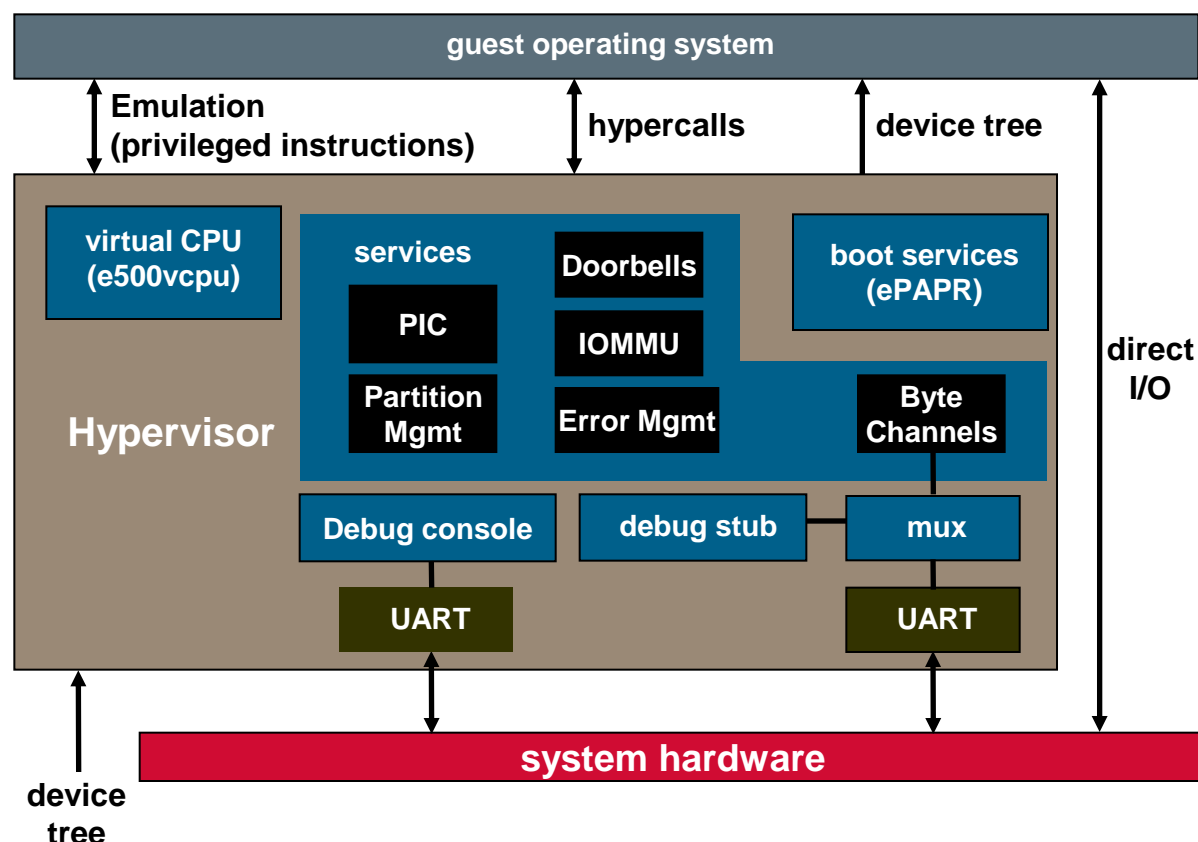 guest operating system
Emulation
(privileged instructions)
hypercalls
device tree
virtual CPU
(e500vcpu)
services
Doorbells
boot services
(ePAPR)
PIC
IOMMU
direct
I/O
Partition
Mgmt
Error Mgmt
Byte
Channels
Hypervisor
Debug console
debug stub
mux
UART
UART
system hardware
device
tree